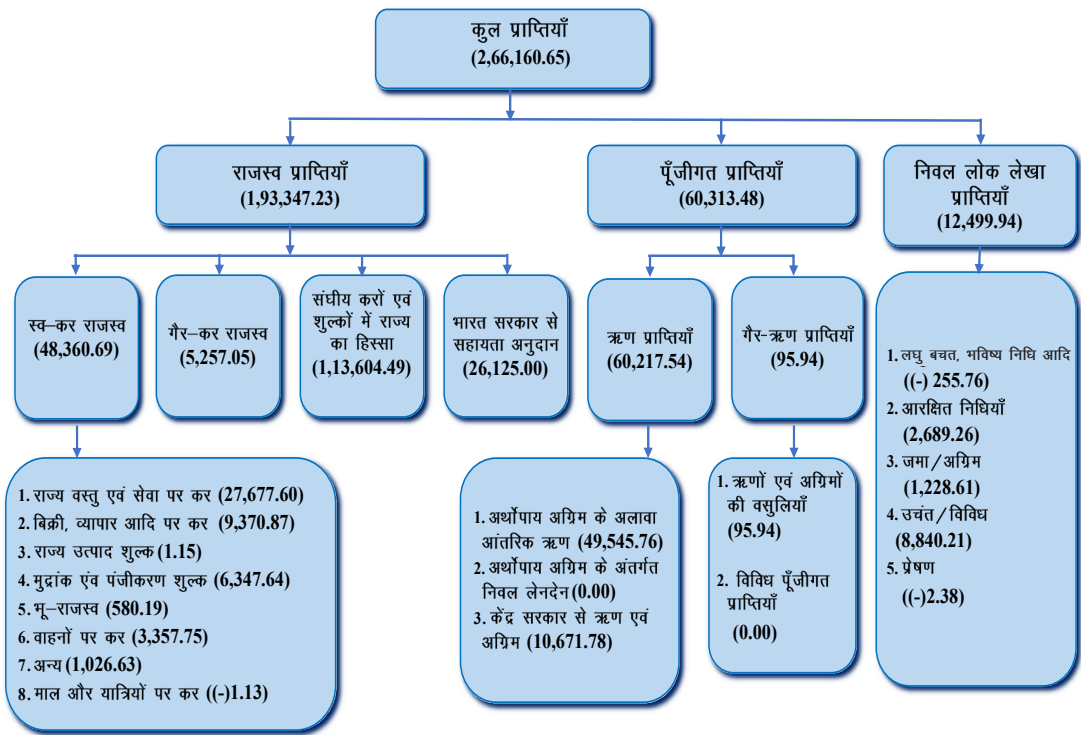 कुल प्राप्तियाँ
(2,66,160.65)
राजस्व प्राप्तियाँ
(1,93,347.23)
पूँजीगत प्राप्तियाँ
(60,313.48)
निवल लोक लेखा
प्राप्तियाँ
(12,499.94)
स्व–कर राजस्व
(48,360.69)
गैर–कर राजस्व
(5,257.05)
संघीय करों एवं
शुल्कों में राज्य
का हिस्सा
(1,13,604.49)
भारत सरकार से
सहायता अनुदान
(26,125.00)
ऋण प्राप्तियाँ
(60,217.54)
गैर-ऋण प्राप्तियाँ
(95.94)
1. राज्य वस्तु एवं सेवा पर कर (27,677.60)
2. बिक्री, व्यापार आदि पर कर (9,370.87)
3. राज्य उत्पाद शुल्क (1.15)
4. मुद्रांक एंव पंजीकरण शुल्क (6,347.64)
5. भू–राजस्व (580.19)
6. वाहनों पर कर (3,357.75)
7. अन्य (1,026.63)
8. माल और यात्रियों पर कर ((-)1.13)
1. अर्थोपाय अग्रिम के अलावा
आंतरिक ऋण (49,545.76)
2. अर्थोपाय अग्रिम के अंतर्गत
निवल लेनदेन (0.00)
3. केंद्र सरकार से ऋण एवं
अग्रिम (10,671.78)
1. ऋणों एवं अग्रिमों
की वसुलियाँ
(95.94)
2. विविध पूँजीगत
प्राप्तियाँ
(0.00)
1. लघु बचत, भविष्य निधि आदि
((-) 255.76)
2. आरक्षित निधियाँ
(2,689.26)
3. जमा/अग्रिम
(1,228.61)
4. उचंत/विविध
(8,840.21)
5. प्रेषण
((-)2.38)